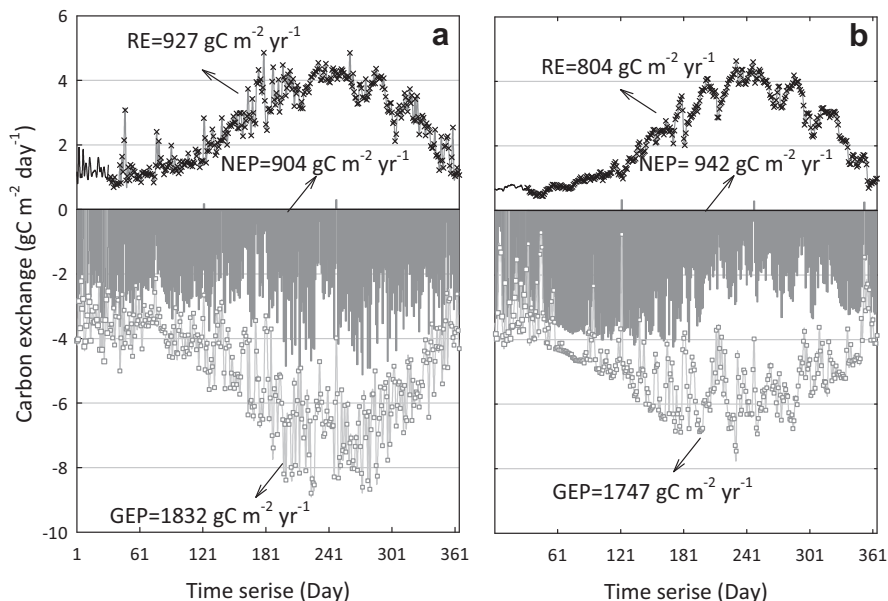 a
b
6
4
2
0
-2
-4
-6
-8
-10
Carbon exchange (gC m⁻² day⁻¹)
RE=927 gC m⁻² yr⁻¹
NEP=904 gC m⁻² yr⁻¹
GEP=1832 gC m⁻² yr⁻¹
RE=804 gC m⁻² yr⁻¹
NEP= 942 gC m⁻² yr⁻¹
GEP=1747 gC m⁻² yr⁻¹
1 61 121 181 241 301 361
61 121 181 241 301 361
Time serise (Day)
Time serise (Day)